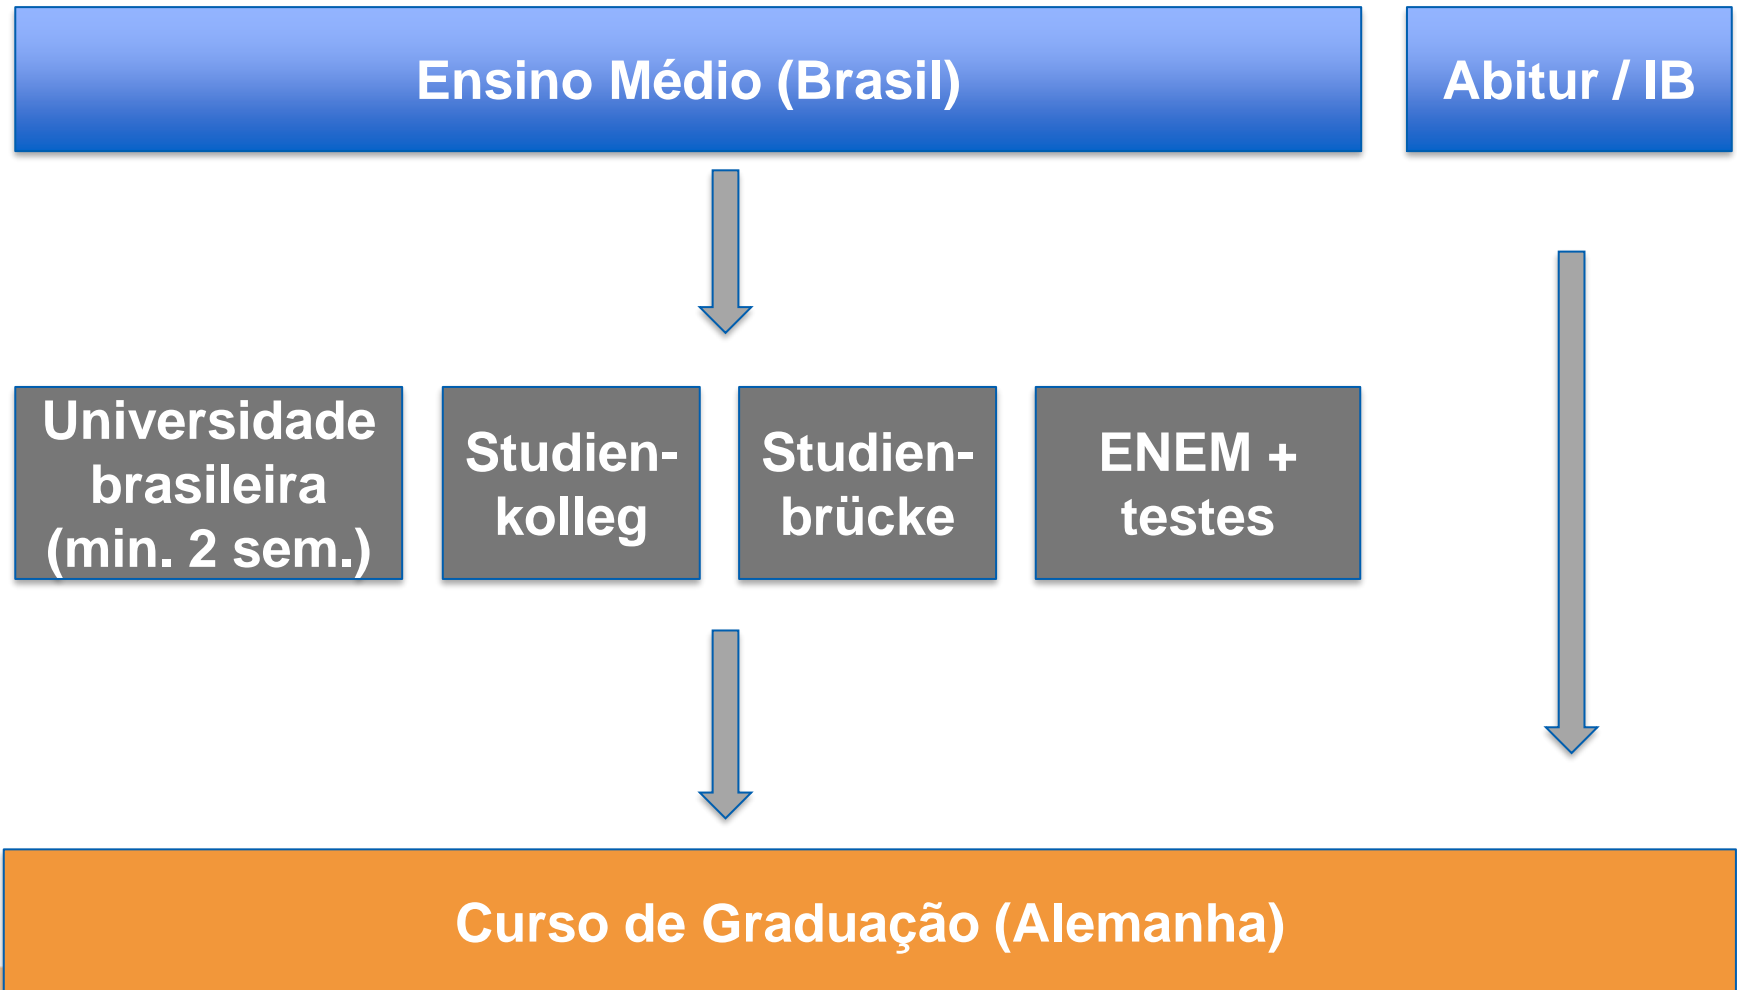 Ensino Médio (Brasil)
Abitur / IB
Universidade
brasileira
(min. 2 sem.)
Studien-
kolleg
Studien-
brücke
ENEM +
testes
Curso de Graduação (Alemanha)